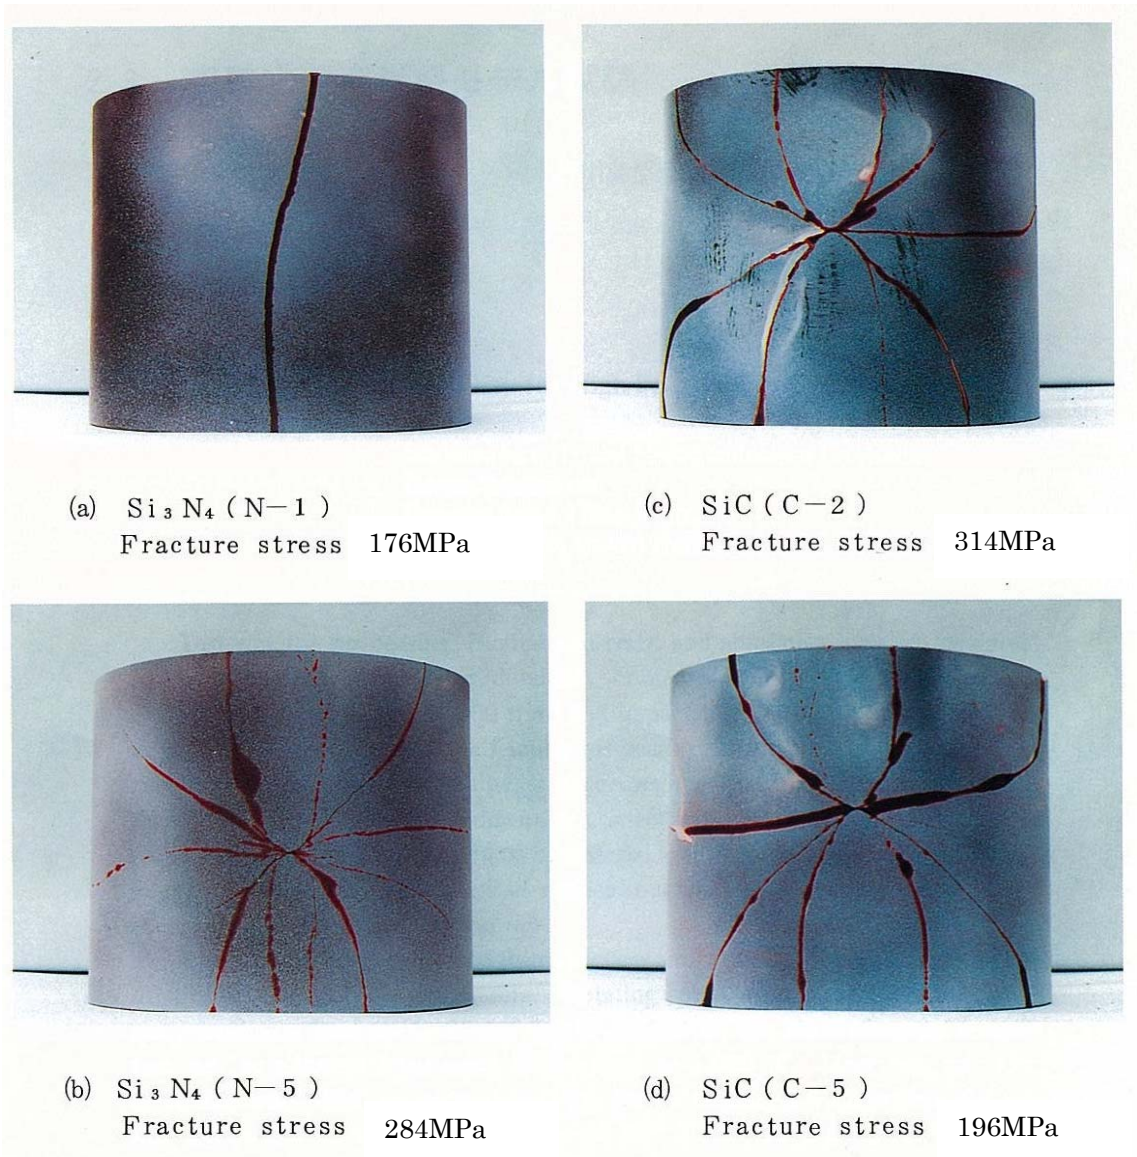 (a) Si₃N₄(N−1)
Fracture stress 176MPa
(c) SiC(C−2)
Fracture stress 314MPa
(b) Si₃N₄(N−5)
Fracture stress 284MPa
(d) SiC(C−5)
Fracture stress 196MPa